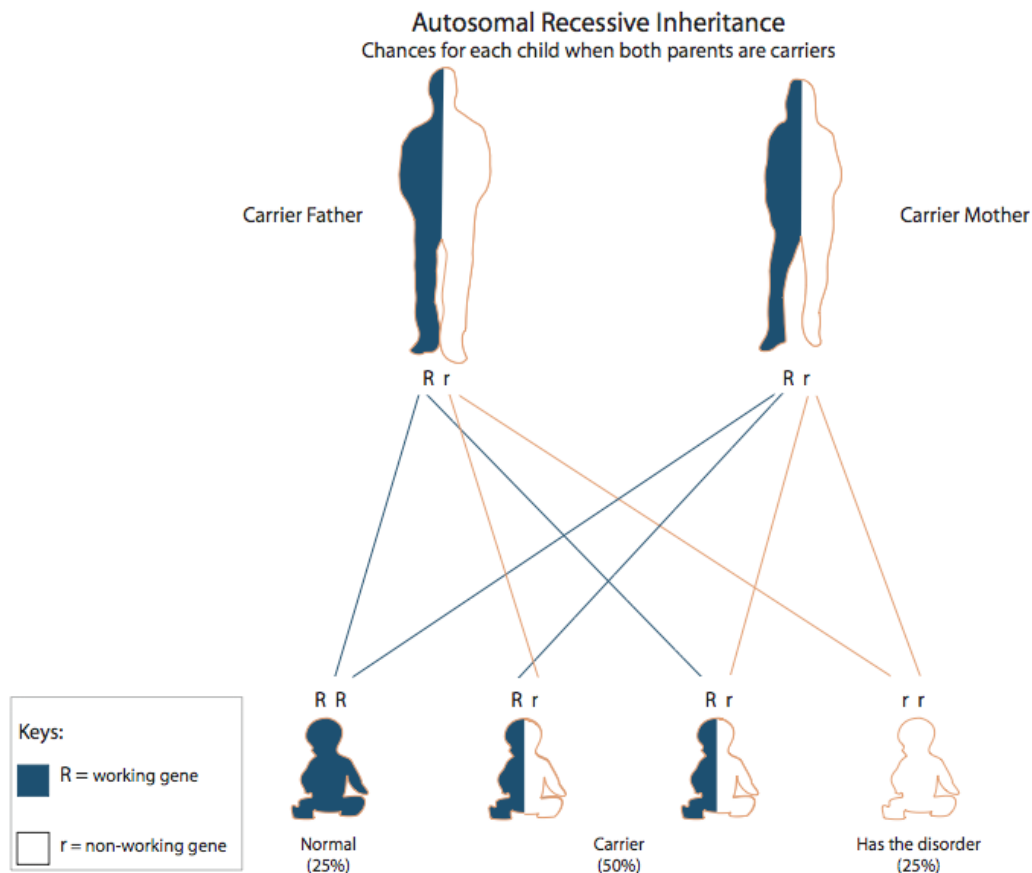 Autosomal Recessive Inheritance
Chances for each child when both parents are carriers
Carrier Father
Carrier Mother
R r
R r
R R
R r
R r
r r
Keys:
R = working gene
r = non-working gene
Normal
(25%)
Carrier
(50%)
Has the disorder
(25%)